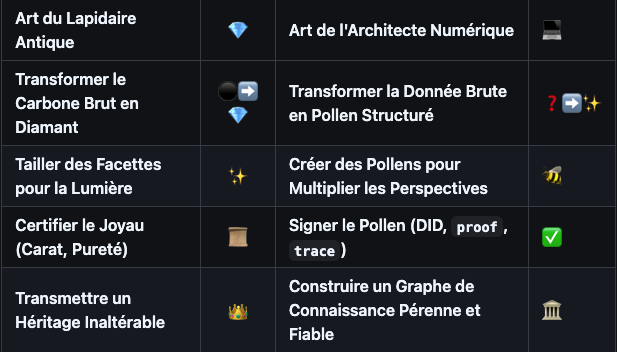 Art du Lapidaire
Antique
💎
Art de l'Architecte Numérique
💻
Transformer le
Carbone Brut en
Diamant
⚫➡️
💎
Transformer la Donnée Brute
en Pollen Structuré
❓➡️✨
Tailler des Facettes
pour la Lumière
✨
Créer des Pollens pour
Multiplier les Perspectives
🐝
Certifier le Joyau
(Carat, Pureté)
📜
Signer le Pollen (DID, proof,
trace)
✅
Transmettre un
Héritage Inaltérable
👑
Construire un Graphe de
Connaissance Pérenne et
Fiable
🏛️